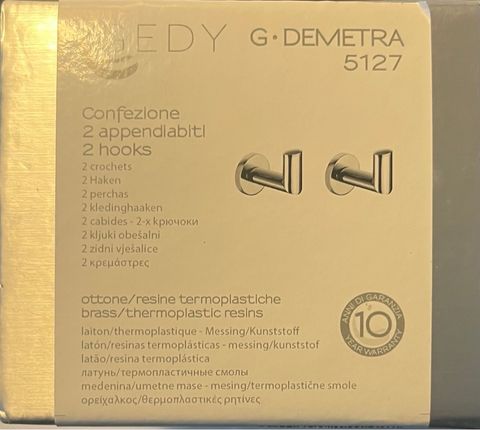 GEDY G•DEMETRA
5127
Confezione
2 appendiabiti
2 hooks
2 crochets
2 Haken
2 perchas
2 kledinghaaken
2 cabides - 2-x крючоки
2 kljuki obešalni
2 zidni vješalice
2 κρεμάστρες
ottone/resine termoplastiche
brass/thermoplastic resins
laiton/thermoplastique - Messing/Kunststoff
latón/resinas termoplásticas - messing/kunststof
latão/resina termoplástica
латунь/термопластичные смолы
medenina/umetne mase - mesing/termoplastične smole
ορείχαλκος/θερμοπλαστικές ρητίνες
ANNI DI GARANZIA
10
YEAR WARRANTY